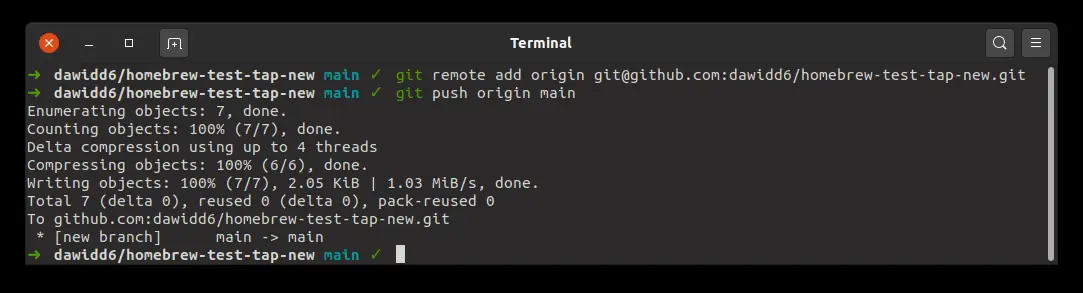 Terminal
➜ dawidd6/homebrew-test-tap-new main ✓ git remote add origin git@github.com:dawidd6/homebrew-test-tap-new.git
➜ dawidd6/homebrew-test-tap-new main ✓ git push origin main
Enumerating objects: 7, done.
Counting objects: 100% (7/7), done.
Delta compression using up to 4 threads
Compressing objects: 100% (6/6), done.
Writing objects: 100% (7/7), 2.05 KiB | 1.03 MiB/s, done.
Total 7 (delta 0), reused 0 (delta 0), pack-reused 0
To github.com:dawidd6/homebrew-test-tap-new.git
 * [new branch]      main -> main
➜ dawidd6/homebrew-test-tap-new main ✓